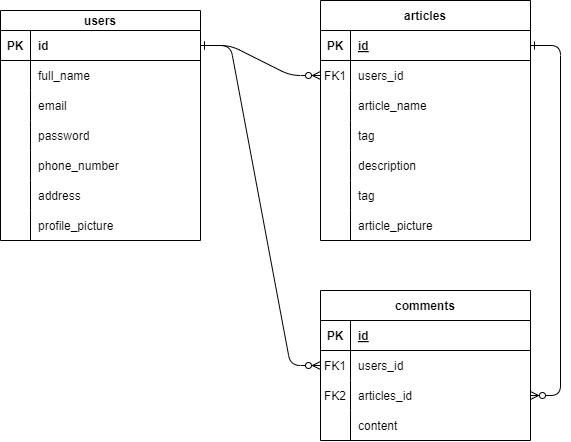 users
PK id
full_name
email
password
phone_number
address
profile_picture
articles
PK id
FK1 users_id
article_name
tag
description
tag
article_picture
comments
PK id
FK1 users_id
FK2 articles_id
content